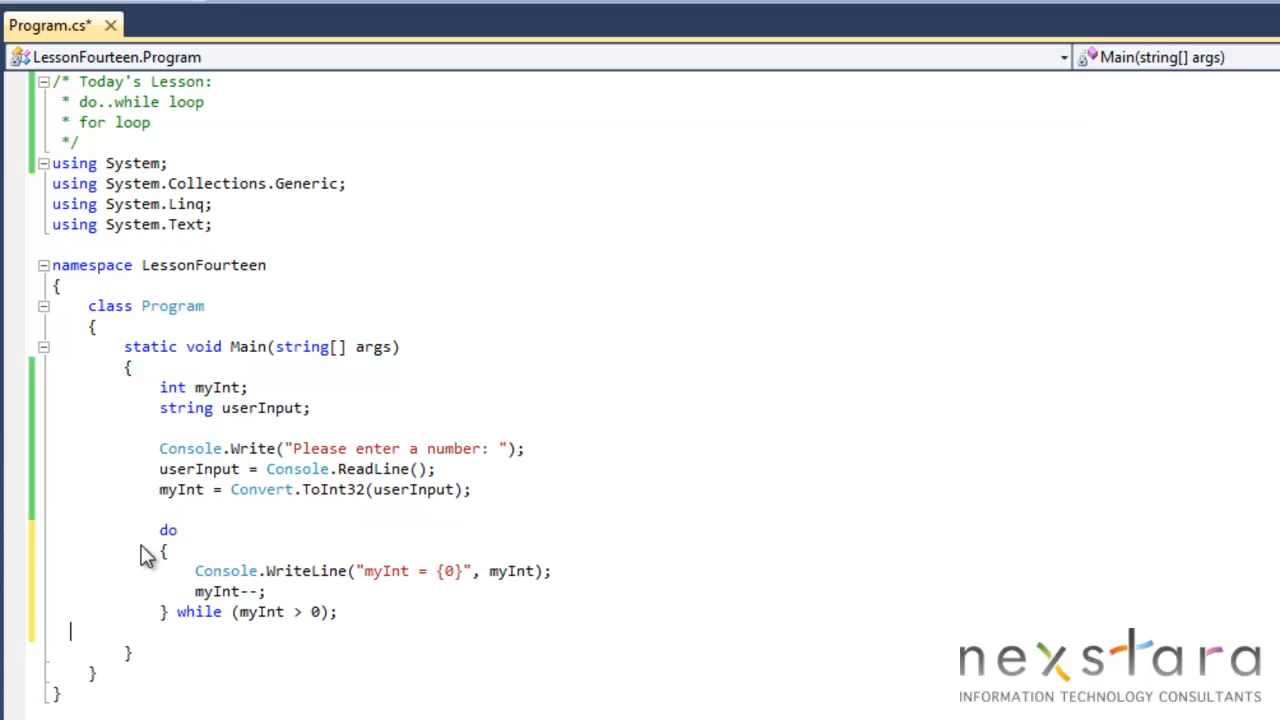 Program.cs*
LessonFourteen.Program
Main(string[] args)
/* Today's Lesson:
* do..while loop
* for loop
*/
using System;
using System.Collections.Generic;
using System.Linq;
using System.Text;
namespace LessonFourteen
{
class Program
{
static void Main(string[] args)
{
int myInt;
string userInput;
Console.Write("Please enter a number: ");
userInput = Console.ReadLine();
myInt = Convert.ToInt32(userInput);
do
{
Console.WriteLine("myInt = {0}", myInt);
myInt--;
} while (myInt > 0);
}
}
}
nexstara
INFORMATION TECHNOLOGY CONSULTANTS